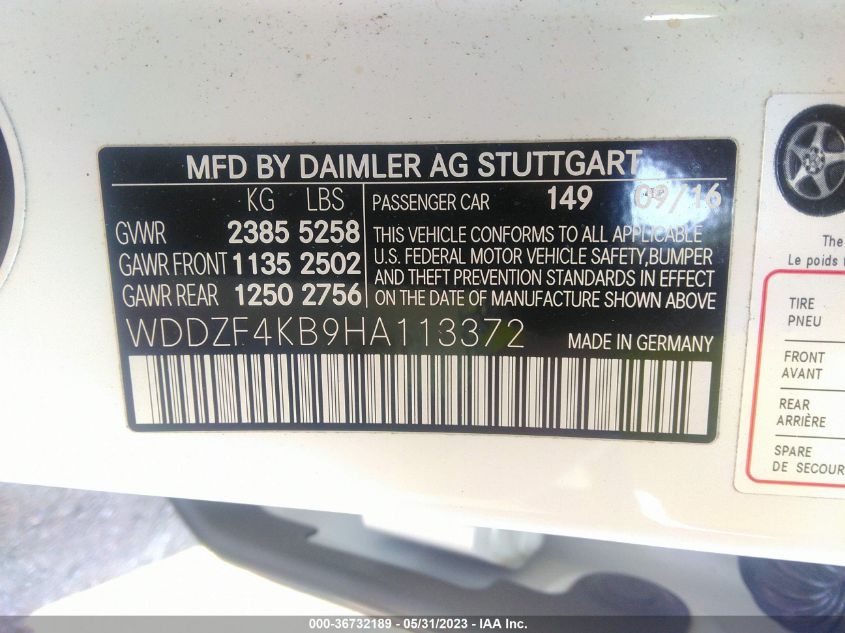 MFD BY DAIMLER AG STUTTGART
KG LBS
GVWR 2385 5258
GAWR FRONT 1135 2502
GAWR REAR 1250 2756
PASSENGER CAR 149 09/16
THIS VEHICLE CONFORMS TO ALL APPLICABLE
U.S. FEDERAL MOTOR VEHICLE SAFETY,BUMPER
AND THEFT PREVENTION STANDARDS IN EFFECT
ON THE DATE OF MANUFACTURE SHOWN ABOVE
WDDZF4KB9HA113372 MADE IN GERMANY
The
Le poids
TIRE
PNEU
FRONT
AVANT
REAR
ARRIÈRE
SPARE
DE SECOUR
000-36732189 - 05/31/2023 - IAA Inc.